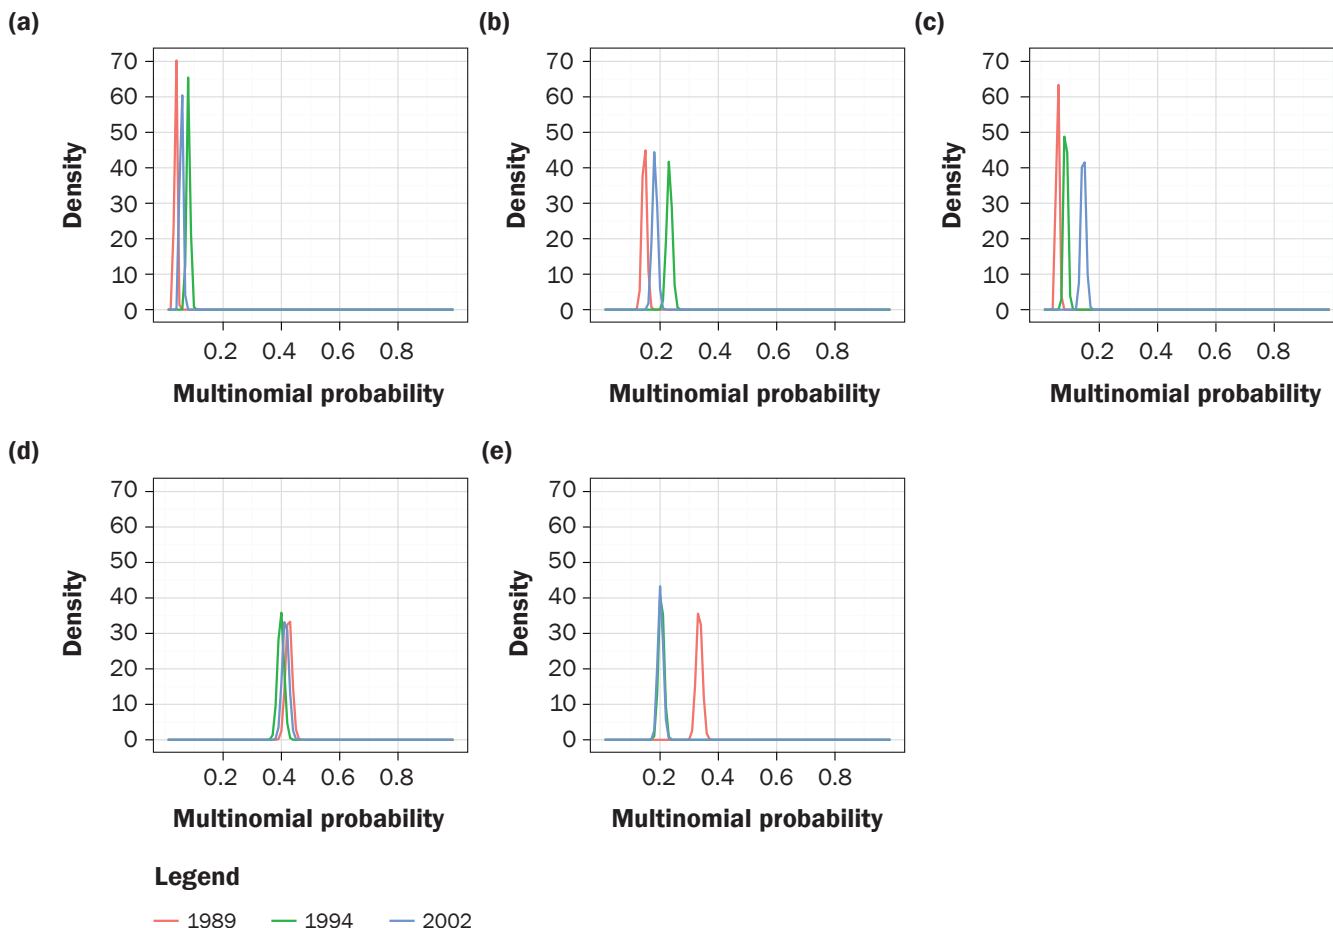 (a) (b) (c)
70 70 70
60 60 60
50 50 50
40 40 40
30 30 30
20 20 20
10 10 10
0 0 0
Density Density Density
0.2 0.4 0.6 0.8 0.2 0.4 0.6 0.8 0.2 0.4 0.6 0.8
Multinomial probability Multinomial probability Multinomial probability
(d) (e)
70 70
60 60
50 50
40 40
30 30
20 20
10 10
0 0
Density Density
0.2 0.4 0.6 0.8 0.2 0.4 0.6 0.8
Multinomial probability Multinomial probability
Legend
1989 1994 2002